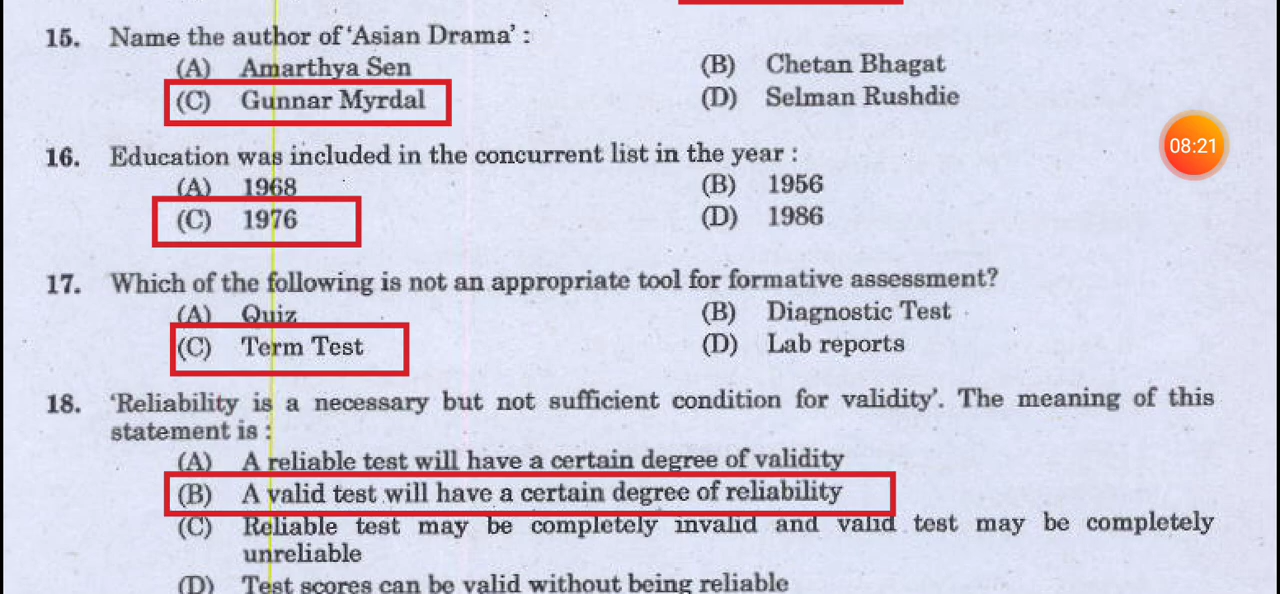 15. Name the author of 'Asian Drama' :
(A) Amarthya Sen (B) Chetan Bhagat
(C) Gunnar Myrdal (D) Selman Rushdie
16. Education was included in the concurrent list in the year :
(A) 1968 (B) 1956
(C) 1976 (D) 1986
17. Which of the following is not an appropriate tool for formative assessment?
(A) Quiz (B) Diagnostic Test
(C) Term Test (D) Lab reports
18. 'Reliability is a necessary but not sufficient condition for validity'. The meaning of this
statement is :
(A) A reliable test will have a certain degree of validity
(B) A valid test will have a certain degree of reliability
(C) Reliable test may be completely invalid and valid test may be completely
unreliable
(D) Test scores can be valid without being reliable
08:21